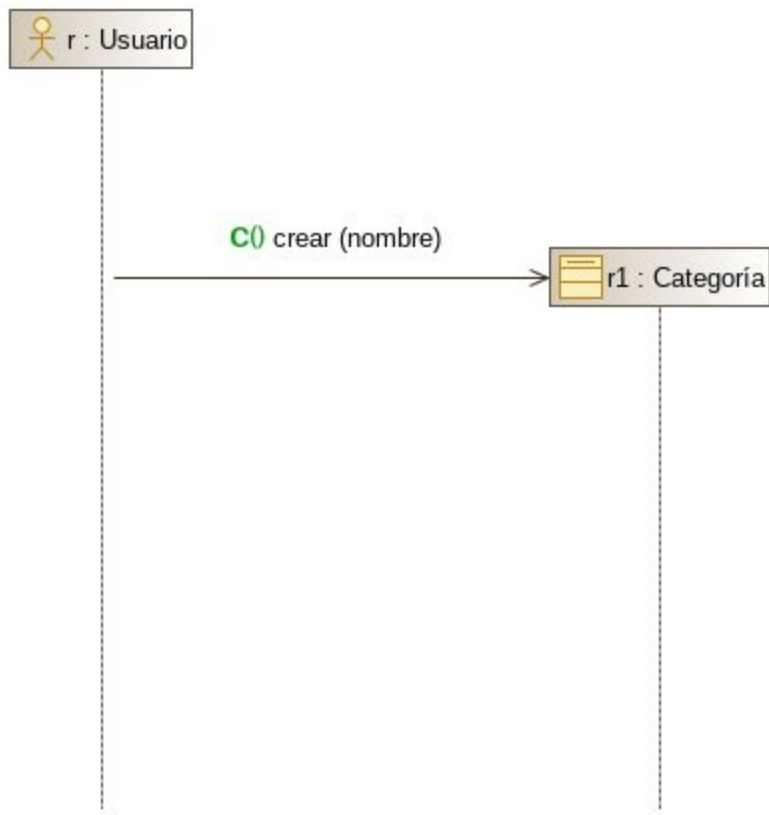 r : Usuario
C() crear (nombre)
r1 : Categoría